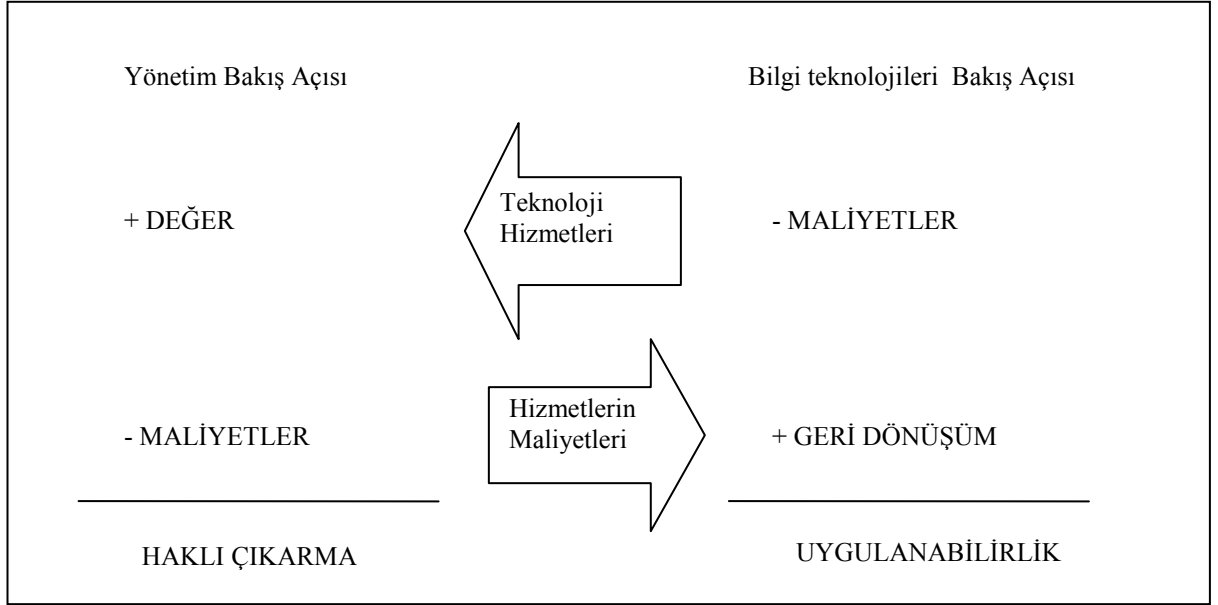 Yönetim Bakış Açısı
Bilgi teknolojileri Bakış Açısı
+ DEĞER
Teknoloji
Hizmetleri
- MALİYETLER
- MALİYETLER
Hizmetlerin
Maliyetleri
+ GERİ DÖNÜŞÜM
HAKLI ÇIKARMA
UYGULANABİLİRLİK